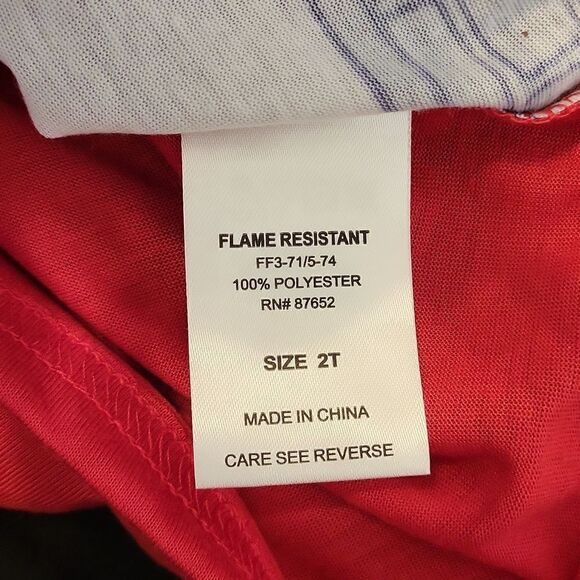 FLAME RESISTANT
FF3-71/5-74
100% POLYESTER
RN# 87652
SIZE 2T
MADE IN CHINA
CARE SEE REVERSE